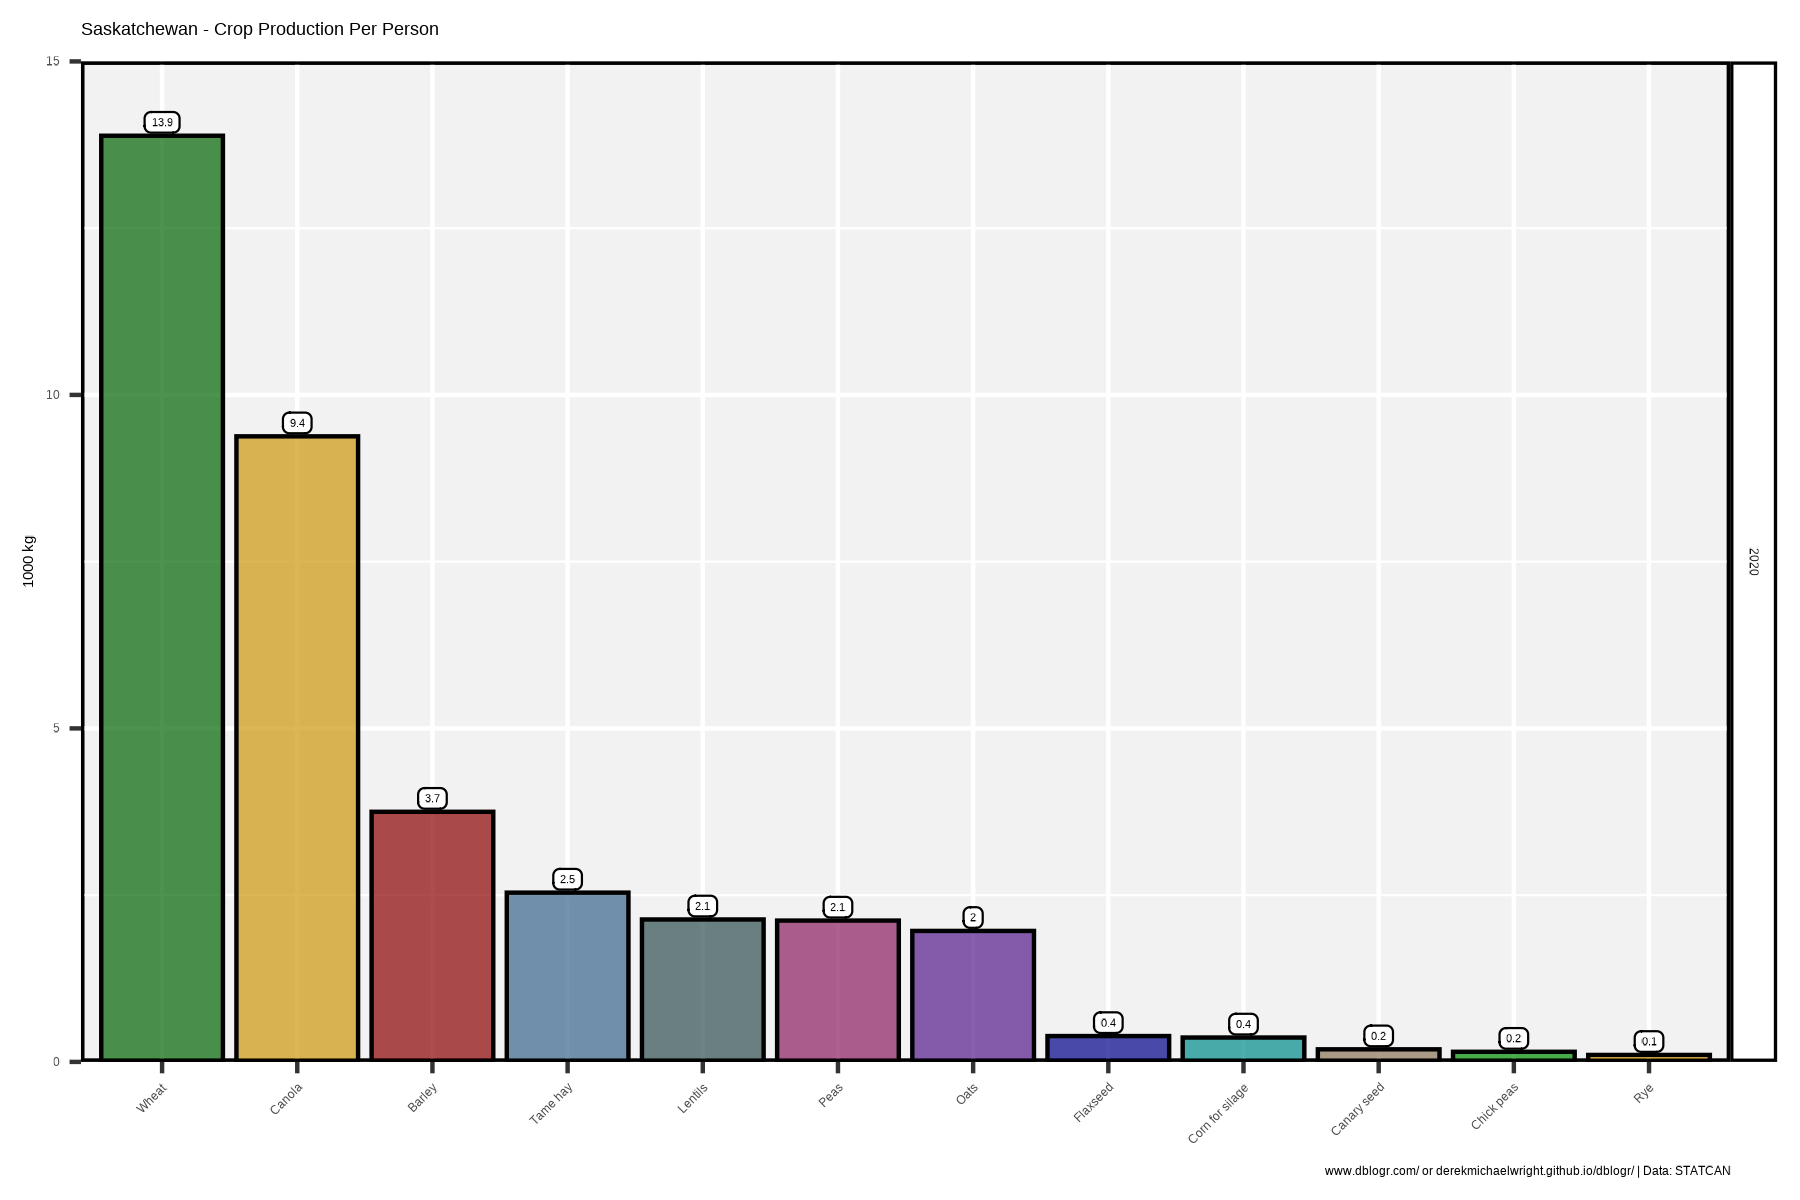 Saskatchewan - Crop Production Per Person
15
10
5
0
1000 kg
13.9
9.4
3.7
2.5
2.1
2.1
2
0.4
0.4
0.2
0.2
0.1
2020
Wheat
Canola
Barley
Tame hay
Lentils
Peas
Oats
Flaxseed
Corn for silage
Canary seed
Chick peas
Rye
www.dblogr.com/ or derekmichaelwright.github.io/dblogr/ | Data: STATCAN